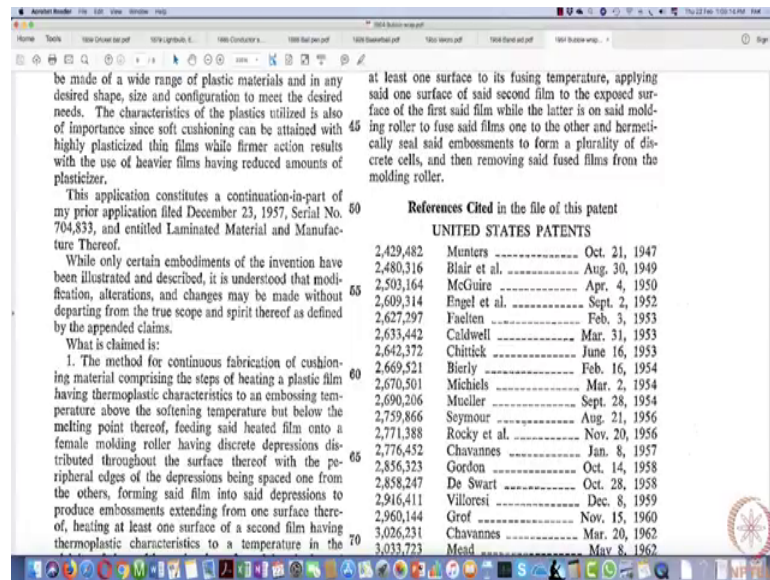 Acrobat Reader File Edit View Window Help
Thu 22 Feb
1964 Bubble wrap.pdf
Home Tools 1964 Bubble wrap...
be made of a wide range of plastic materials and in any
desired shape, size and configuration to meet the desired
needs. The characteristics of the plastics utilized is also
of importance since soft cushioning can be attained with
highly plasticized thin films while firmer action results
with the use of heavier films having reduced amounts of
plasticizer.
This application constitutes a continuation-in-part of
my prior application filed December 23, 1957, Serial No.
704,833, and entitled Laminated Material and Manufac-
ture Thereof.
While only certain embodiments of the invention have
been illustrated and described, it is understood that modi-
fication, alterations, and changes may be made without
departing from the true scope and spirit thereof as defined
by the appended claims.
What is claimed is:
1. The method for continuous fabrication of cushion-
ing material comprising the steps of heating a plastic film
having thermoplastic characteristics to an embossing tem-
perature above the softening temperature but below the
melting point thereof, feeding said heated film onto a
female molding roller having discrete depressions dis-
tributed throughout the surface thereof with the pe-
ripheral edges of the depressions being spaced one from
the others, forming said film into said depressions to
produce embossments extending from one surface there-
of, heating at least one surface of a second film having
thermoplastic characteristics to a temperature in the
45
50
55
60
65
70
at least one surface to its fusing temperature, applying
said one surface of said second film to the exposed sur-
face of the first said film while the latter is on said mold-
ing roller to fuse said films one to the other and hermeti-
cally seal said embossments to form a plurality of dis-
crete cells, and then removing said fused films from the
molding roller.
References Cited in the file of this patent
UNITED STATES PATENTS
2,429,482 Munters Oct. 21, 1947
2,480,316 Blair et al. Aug. 30, 1949
2,503,164 McGuire Apr. 4, 1950
2,609,314 Engel et al. Sept. 2, 1952
2,627,297 Faelten Feb. 3, 1953
2,633,442 Caldwell Mar. 31, 1953
2,642,372 Chittick June 16, 1953
2,669,521 Bierly Feb. 16, 1954
2,670,501 Michiels Mar. 2, 1954
2,690,206 Mueller Sept. 28, 1954
2,759,866 Seymour Aug. 21, 1956
2,771,388 Rocky et al. Nov. 20, 1956
2,776,452 Chavannes Jan. 8, 1957
2,856,323 Gordon Oct. 14, 1958
2,858,247 De Swart Oct. 28, 1958
2,916,411 Villoresi Dec. 8, 1959
2,960,144 Grof Nov. 15, 1960
3,026,231 Chavannes Mar. 20, 1962
3,033,723 Mead May 8, 1962
NPTEL